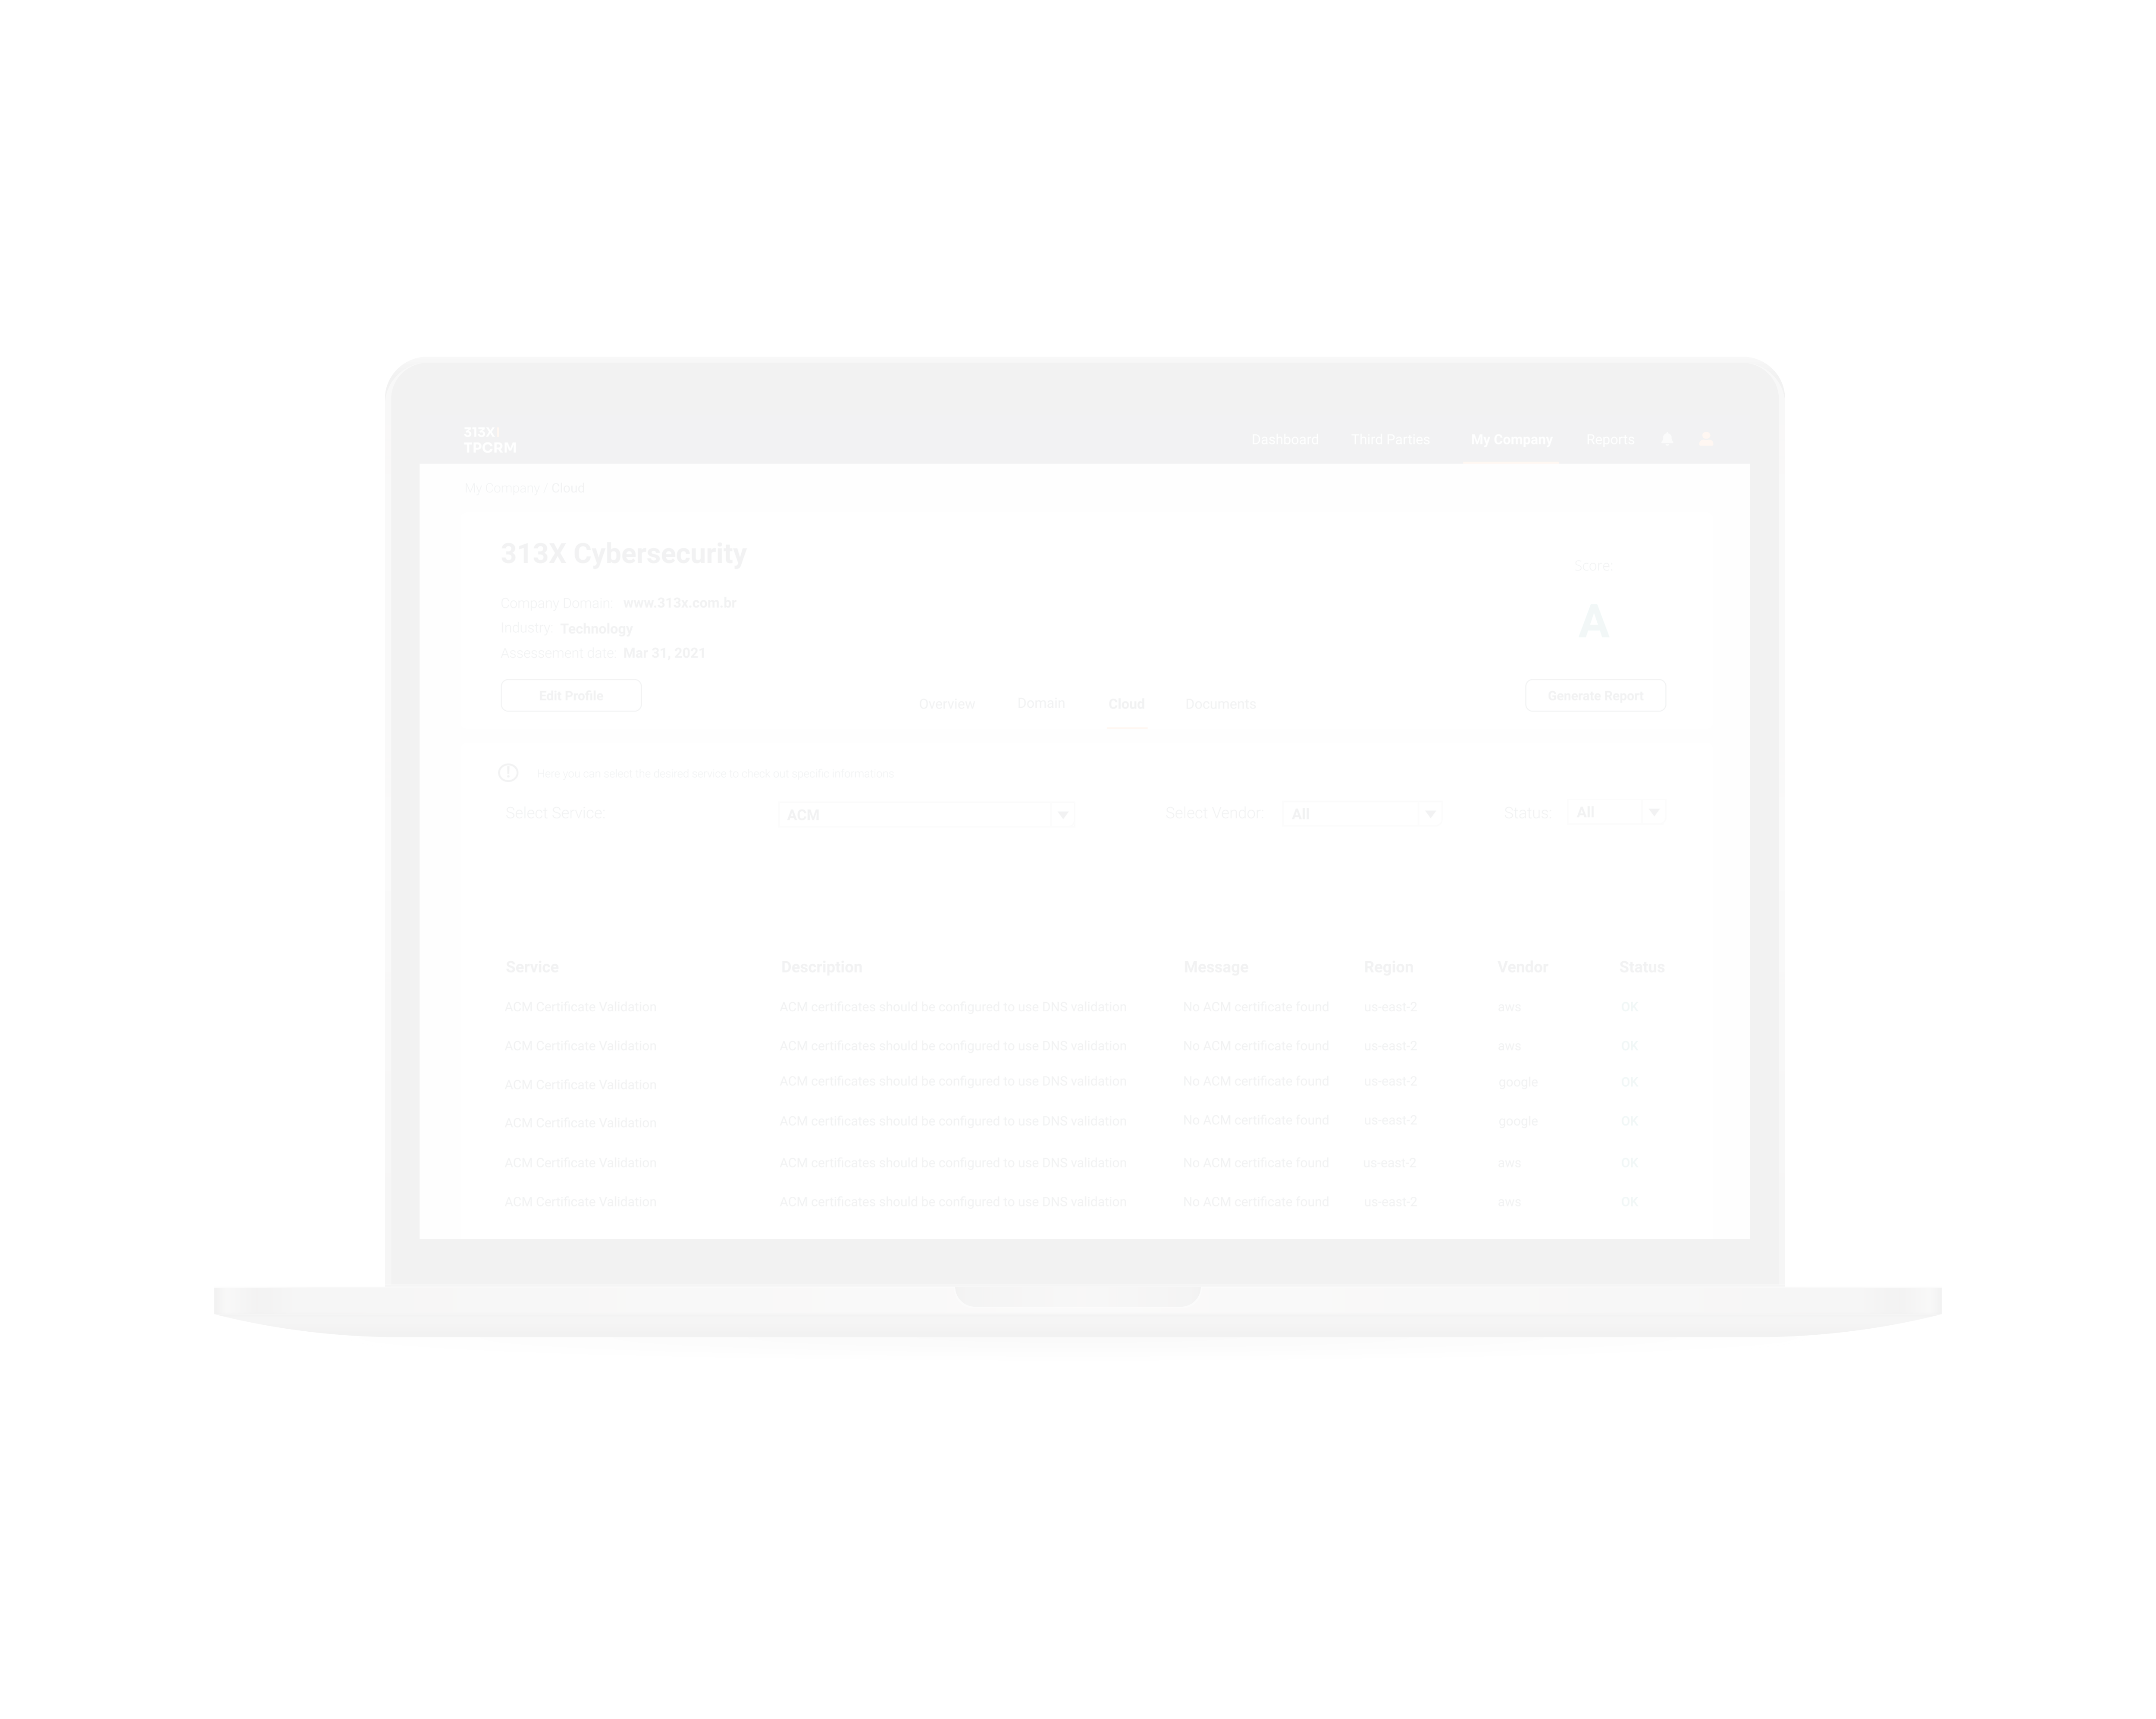 313X
TPCRM
Dashboard Third Parties My Company Reports
My Company / Cloud
313X Cybersecurity
Score:
Company Domain: www.313x.com.br
A
Industry: Technology
Assessement date: Mar 31, 2021
Edit Profile
Overview Domain Cloud Documents
Generate Report
Here you can select the desired service to check out specific informations.
Select Service: ACM Select Vendor: All Status: All
Service Description Message Region Vendor Status
ACM Certificate Validation ACM certificates should be configured to use DNS validation No ACM certificate found us-east-2 aws OK
ACM Certificate Validation ACM certificates should be configured to use DNS validation No ACM certificate found us-east-2 aws OK
ACM Certificate Validation ACM certificates should be configured to use DNS validation No ACM certificate found us-east-2 google OK
ACM Certificate Validation ACM certificates should be configured to use DNS validation No ACM certificate found us-east-2 google OK
ACM Certificate Validation ACM certificates should be configured to use DNS validation No ACM certificate found us-east-2 aws OK
ACM Certificate Validation ACM certificates should be configured to use DNS validation No ACM certificate found us-east-2 aws OK